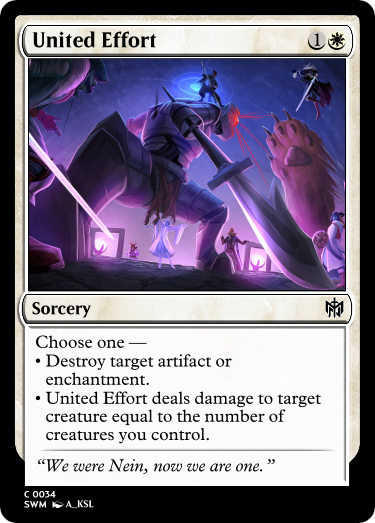 United Effort 1
Sorcery
Choose one —
• Destroy target artifact or
enchantment.
• United Effort deals damage to target
creature equal to the number of
creatures you control.
“We were Nein, now we are one.”
C 0034
SWM A_KSL